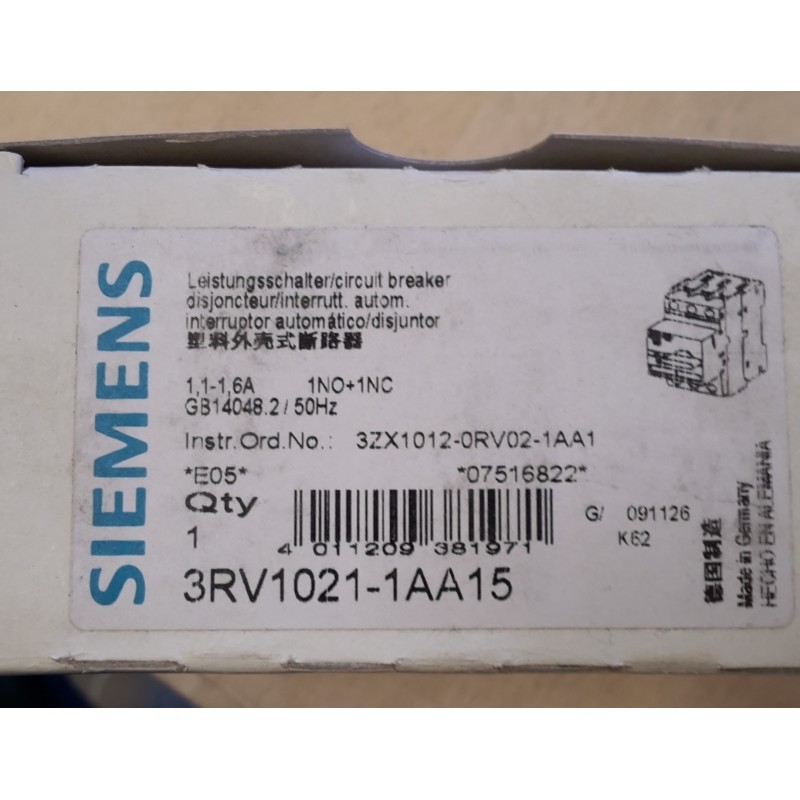 SIEMENS
Leistungsschalter/circuit breaker
disjoncteur/interrutt. autom.
interruptor automático/disjuntor
塑料外壳式断路器
1,1-1,6A 1NO+1NC
GB14048.2 / 50Hz
Instr.Ord.No.: 3ZX1012-0RV02-1AA1
*E05* *07516822*
Qty
1
4 011209 381971
G/ 091126
K62
3RV1021-1AA15
德国制造
Made in Germany
HECHO EN ALEMANIA